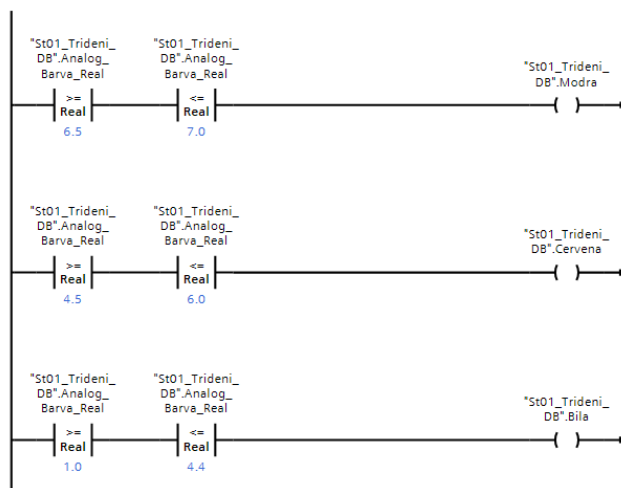 "St01_Trideni_ "St01_Trideni_
DB".Analog_ DB".Analog_
Barva_Real Barva_Real
"St01_Trideni_
DB".Modra
>= <=
Real Real
6.5 7.0
"St01_Trideni_ "St01_Trideni_
DB".Analog_ DB".Analog_
Barva_Real Barva_Real
"St01_Trideni_
DB".Cervena
>= <=
Real Real
4.5 6.0
"St01_Trideni_ "St01_Trideni_
DB".Analog_ DB".Analog_
Barva_Real Barva_Real
"St01_Trideni_
DB".Bila
>= <=
Real Real
1.0 4.4